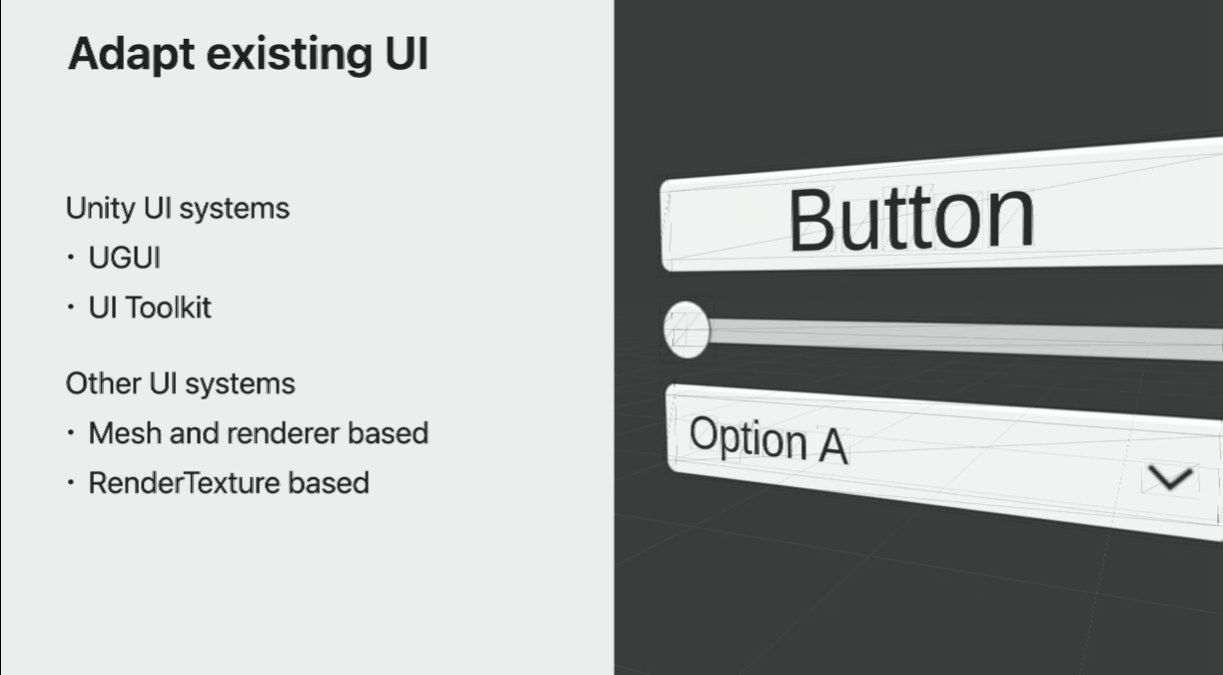 Adapt existing UI
Unity UI systems
• UGUI
• UI Toolkit
Other UI systems
• Mesh and renderer based
• RenderTexture based
Button
Option A